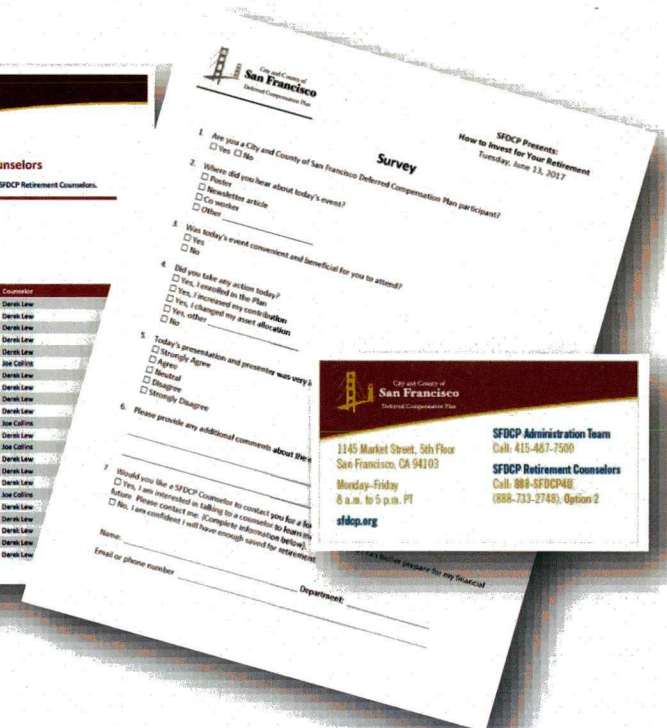 unselors
SFDCP Retirement Counselors.
Counselor
Derek Lew
Derek Lew
Derek Lew
Derek Lew
Derek Lew
Joe Collins
Derek Lew
Derek Lew
Derek Lew
Derek Lew
Joe Collins
Derek Lew
Joe Collins
Derek Lew
Derek Lew
Derek Lew
Joe Collins
Derek Lew
Derek Lew
Derek Lew
Derek Lew
Derek Lew
City and County of
San Francisco
Deferred Compensation Plan
SFDCP Presents:
How to Invest for Your Retirement
Tuesday, June 13, 2017
Survey
1 Are you a City and County of San Francisco Deferred Compensation Plan participant?
☐ Yes ☐ No
2. Where did you hear about today's event?
☐ Poster
☐ Newsletter article
☐ Co worker
☐ Other
3. Was today's event convenient and beneficial for you to attend?
☐ Yes
☐ No
4. Did you take any action today?
☐ Yes, I enrolled in the Plan
☐ Yes, I increased my contribution
☐ Yes, I changed my asset allocation
☐ Yes, other
☐ No
5. Today's presentation and presenter was very
☐ Strongly Agree
☐ Agree
☐ Neutral
☐ Disagree
☐ Strongly Disagree
6. Please provide any additional comments about the
7 Would you like a SFDCP Counselor to contact you for a
☐ Yes, I am interested in talking to a counselor to learn better prepare for my financial
future. Please contact me. (Complete information below)
☐ No. I am confident I will have enough saved for retirement.
Name:
Department:
Email or phone number
City and County of
San Francisco
Deferred Compensation Plan
1145 Market Street, 5th Floor
San Francisco, CA 94103
Monday–Friday
8 a.m. to 5 p.m. PT
sfdcp.org
SFDCP Administration Team
Call: 415-487-7500
SFDCP Retirement Counselors
Call: 888-SFDCP4U
(888-733-2748), Option 2